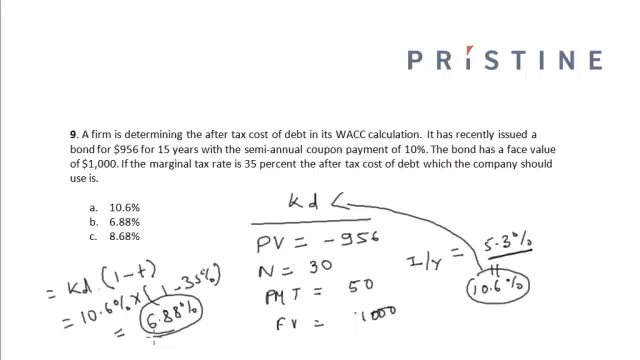 PRISTINE
9. A firm is determining the after tax cost of debt in its WACC calculation. It has recently issued a
bond for $956 for 15 years with the semi-annual coupon payment of 10%. The bond has a face value
of $1,000. If the marginal tax rate is 35 percent the after tax cost of debt which the company should
use is.
a. 10.6%
b. 6.88%
c. 8.68%
Kd
PV = -956
N = 30
PMT = 50
FV = 1000
I/Y = 5.3%
10.6%
= Kd (1-t)
= 10.6% × (1-35%)
= 6.88%